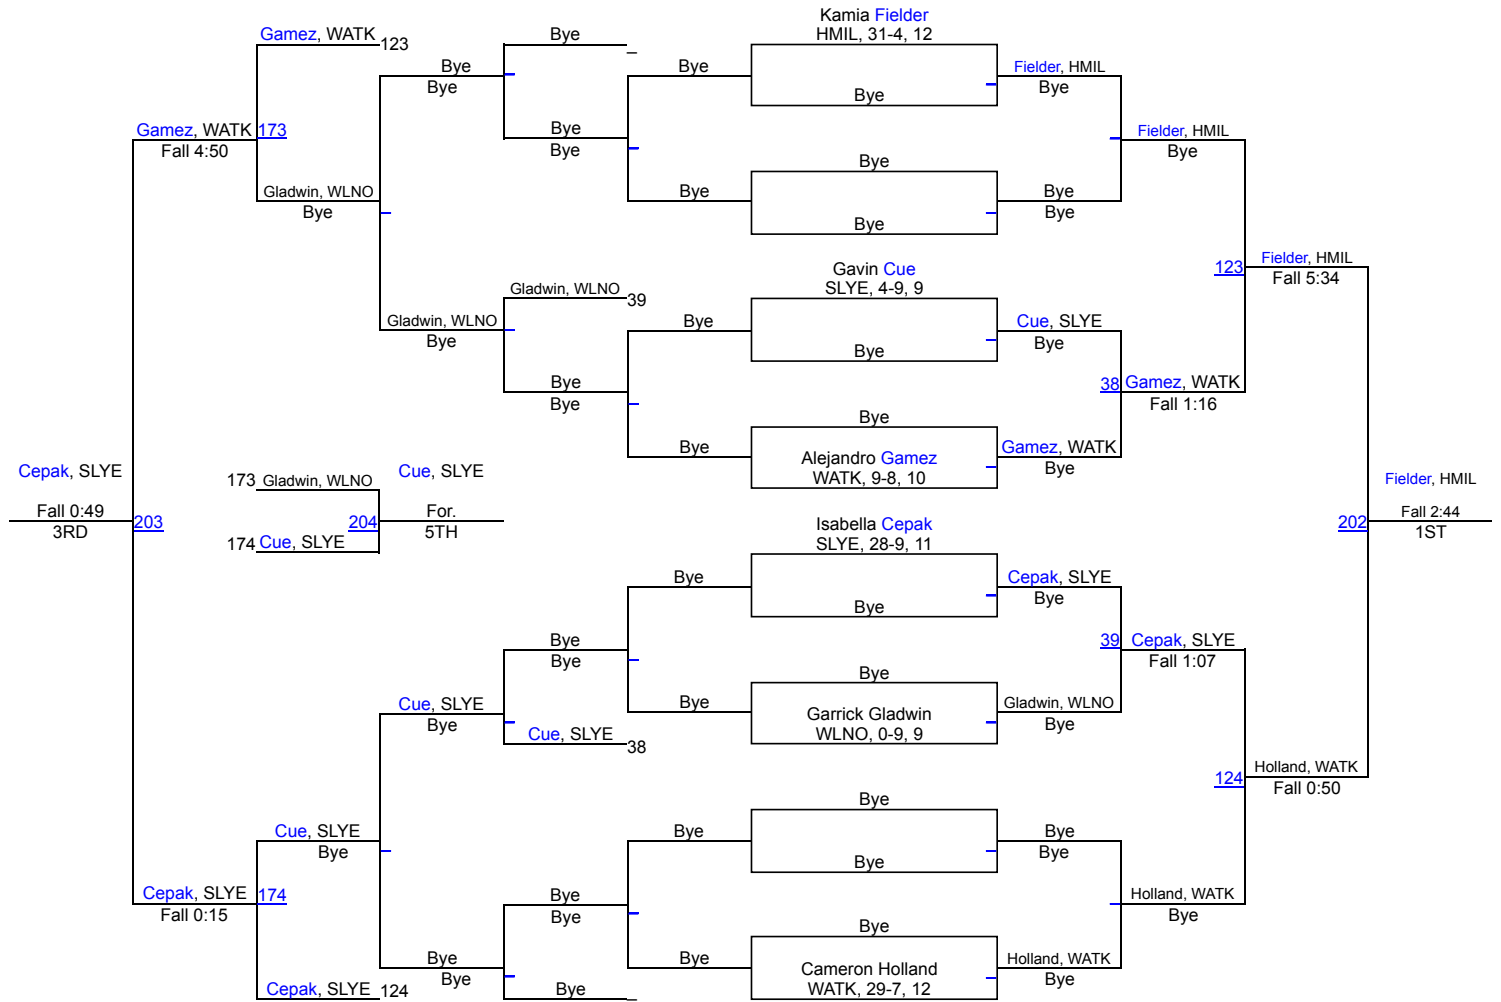 Kamia Fielder
HMIL, 31-4, 12
Gamez, WATK
123
Bye
_
Bye
Bye
Bye
Fielder, HMIL
Bye
Bye
Gamez, WATK
173
Fall 4:50
Bye
Bye
Fielder, HMIL
Bye
Gladwin, WLNO
Bye
Bye
Bye
Bye
Bye
Bye
Gavin Cue
SLYE, 4-9, 9
123
Fielder, HMIL
Fall 5:34
Gladwin, WLNO
39
Gladwin, WLNO
Bye
Bye
Bye
Cue, SLYE
Bye
Bye
Bye
38
Gamez, WATK
Fall 1:16
Bye
Bye
Alejandro Gamez
WATK, 9-8, 10
Gamez, WATK
Bye
Cepak, SLYE
Fall 0:49
3RD
203
173
Gladwin, WLNO
174
Cue, SLYE
204
Cue, SLYE
For.
5TH
Fielder, HMIL
Fall 2:44
1ST
202
Isabella Cepak
SLYE, 28-9, 11
Bye
Bye
Cepak, SLYE
Bye
Bye
Bye
39
Cepak, SLYE
Fall 1:07
Cue, SLYE
Bye
Bye
Bye
Garrick Gladwin
WLNO, 0-9, 9
Gladwin, WLNO
Bye
Cue, SLYE
38
124
Holland, WATK
Fall 0:50
Bye
Cue, SLYE
Bye
Bye
Bye
Bye
Bye
Cepak, SLYE
174
Fall 0:15
Bye
Bye
Holland, WATK
Bye
Bye
Bye
Bye
Bye
Cameron Holland
WATK, 29-7, 12
Holland, WATK
Bye
Cepak, SLYE
124
Bye
_